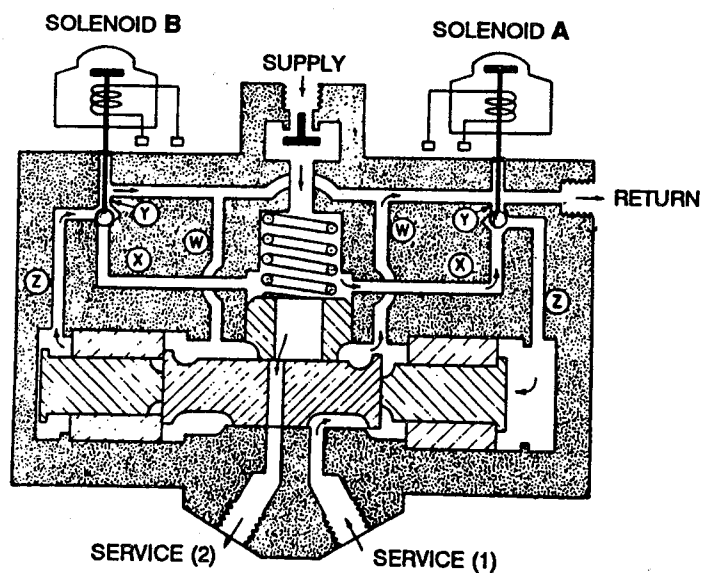 SOLENOID B
SOLENOID A
SUPPLY
RETURN
Y
Y
W
W
X
X
Z
Z
SERVICE (2)
SERVICE (1)